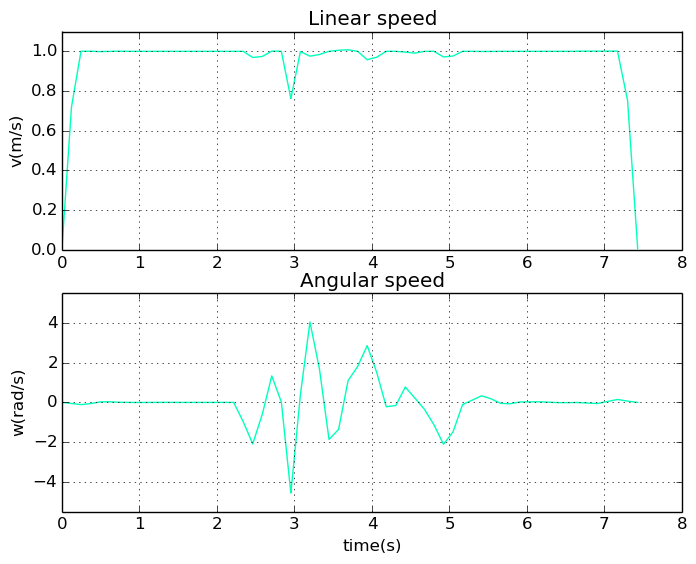 Linear speed
v(m/s)
1.0
0.8
0.6
0.4
0.2
0.0
0 1 2 3 4 5 6 7 8
Angular speed
w(rad/s)
4
2
0
−2
−4
0 1 2 3 4 5 6 7 8
time(s)